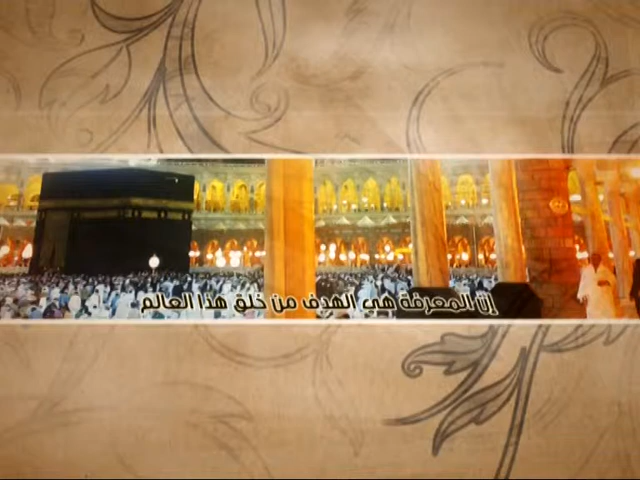 إن المعرفة هي الهدف من خلق هذا العالم